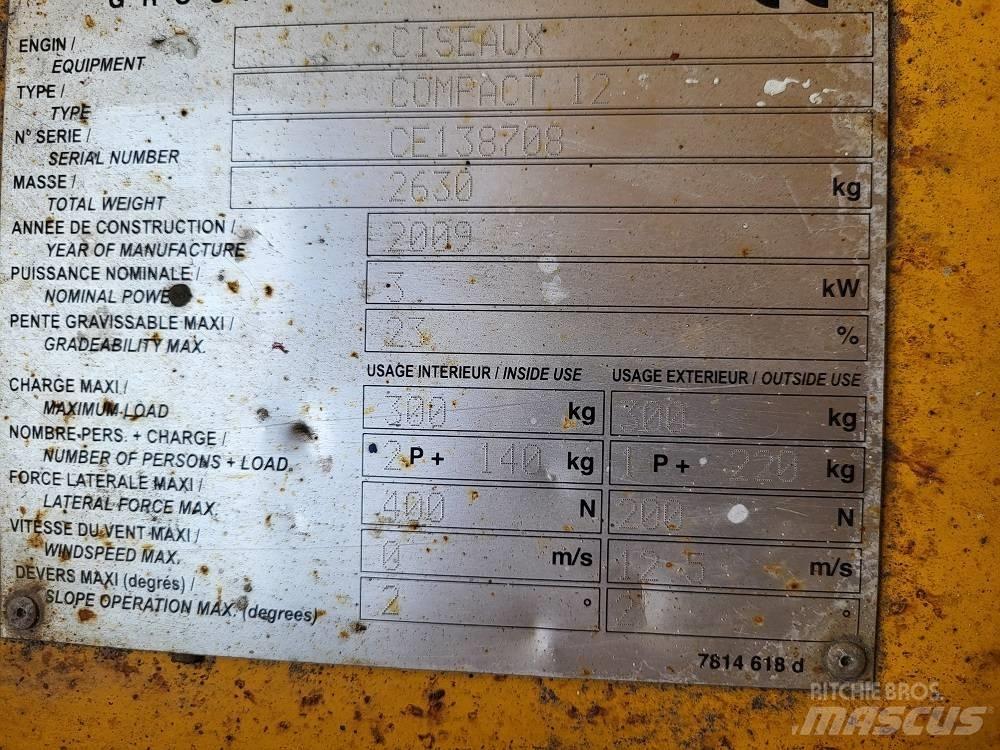 ENGIN / CISEAUX
EQUIPMENT
TYPE / COMPACT 12
TYPE
N° SERIE / CE138708
SERIAL NUMBER
MASSE / 2630 kg
TOTAL WEIGHT
ANNÉE DE CONSTRUCTION / 2009
YEAR OF MANUFACTURE
PUISSANCE NOMINALE / 3 kW
NOMINAL POWER
PENTE GRAVISSABLE MAXI / 23 %
GRADEABILITY MAX.
USAGE INTERIEUR / INSIDE USE USAGE EXTERIEUR / OUTSIDE USE
CHARGE MAXI / 300 kg 300 kg
MAXIMUM LOAD
NOMBRE PERS. + CHARGE / 2 P + 140 kg 1 P + 220 kg
NUMBER OF PERSONS + LOAD.
FORCE LATERALE MAXI / 400 N 200 N
LATERAL FORCE MAX.
VITESSE DU VENT MAXI / 0 m/s 12.5 m/s
WINDSPEED MAX.
DEVERS MAXI (degrés) / 2 ° 2 °
SLOPE OPERATION MAX. (degrees)
7814 618 d
RITCHIE BROS.
MASCUS